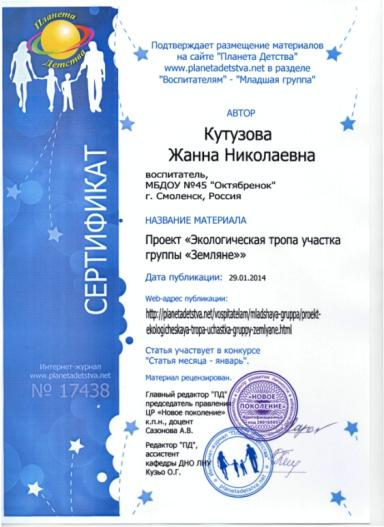 Планета
Детства
Подтверждает размещение материалов
на сайте "Планета Детства"
www.planetadetstva.net в разделе
"Воспитателям" - "Младшая группа"
АВТОР
Кутузова
Жанна Николаевна
воспитатель,
МБДОУ №45 "Октябренок"
г. Смоленск, Россия
НАЗВАНИЕ МАТЕРИАЛА
Проект «Экологическая тропа участка
группы «Земляне»»
Дата публикации: 29.01.2014
Web-адрес публикации:
http://planetadetstva.net/vospitatelam/mladshaya-gruppa/proekt-
ekologicheskaya-tropa-uchastka-gruppy-zemlyane.html
Статья участвует в конкурсе
"Статья месяца - январь".
Материал рецензирован.
Главный редактор "ПД"
председатель правления
ЦР «Новое поколение»
к.п.н., доцент
Сазонова А.В.
Редактор "ПД",
ассистент
кафедры ДНО ЛНУ
Кузьо О.Г.
СЕРТИФИКАТ
Интернет-журнал
www.planetadetstva.net
№ 17438
«НОВОЕ
ПОКОЛЕНИЕ»
planetadetstva.net